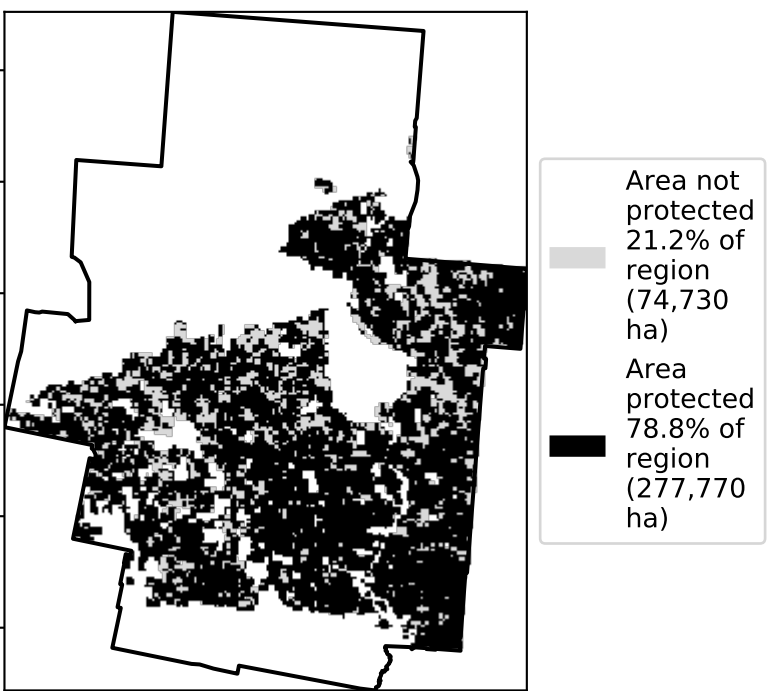 Area not
protected
21.2% of
region
(74,730
ha)
Area
protected
78.8% of
region
(277,770
ha)